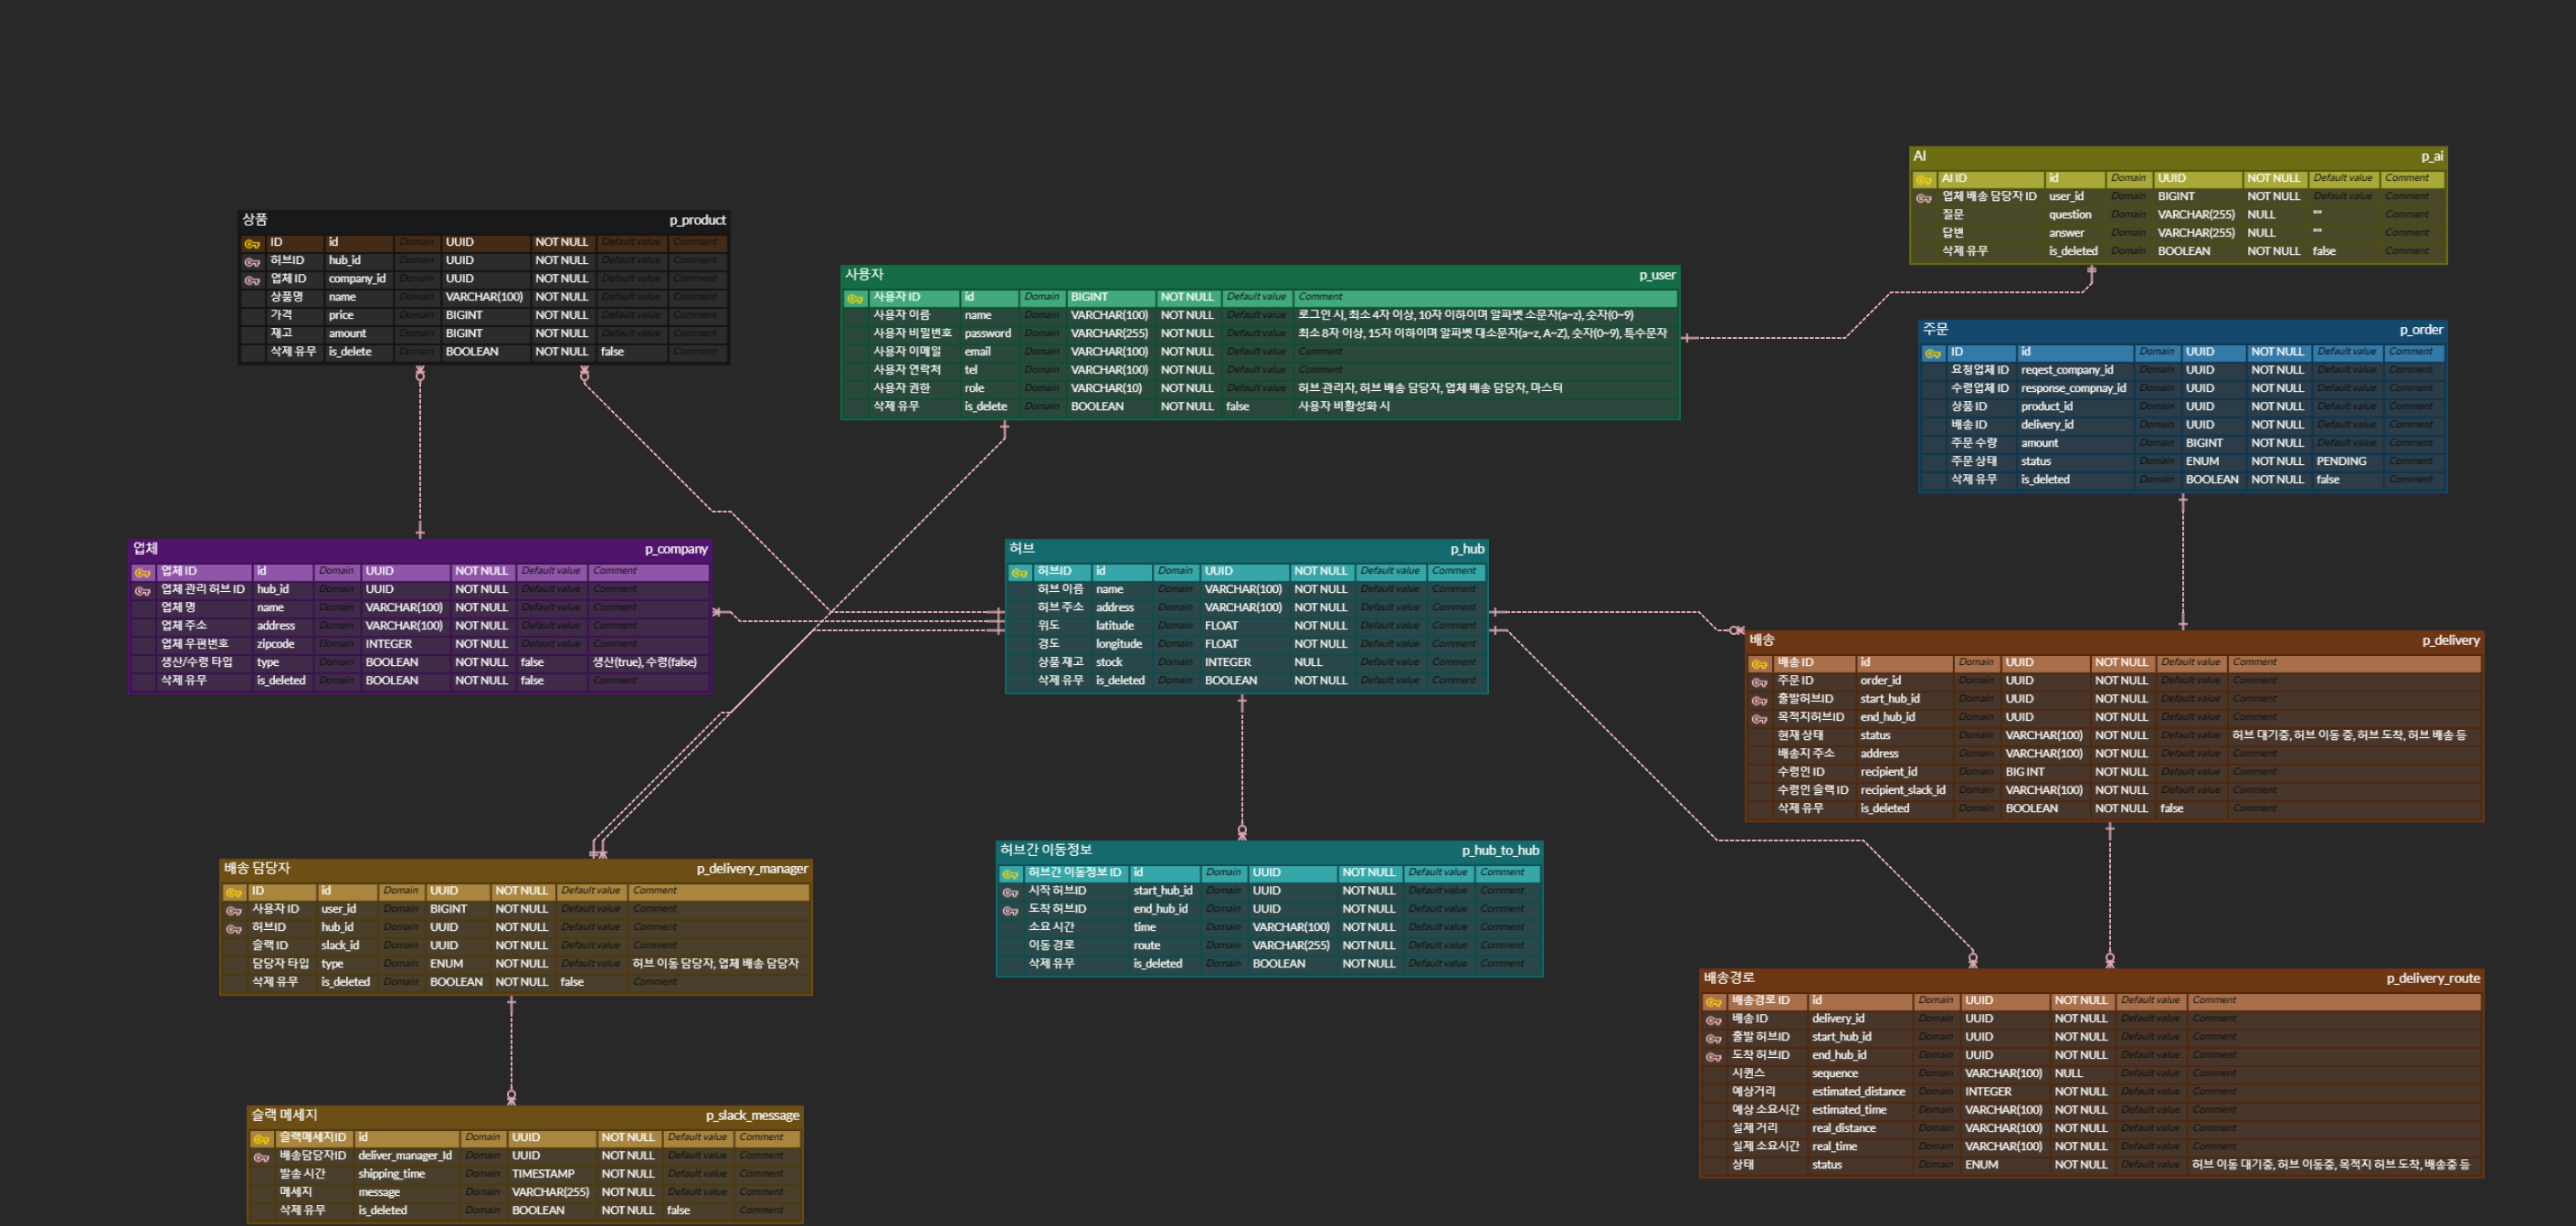 상품 p_product
ID id Domain UUID NOT NULL Default value Comment
허브ID hub_id Domain UUID NOT NULL Default value Comment
업체 ID company_id Domain UUID NOT NULL Default value Comment
상품명 name Domain VARCHAR(100) NOT NULL Default value Comment
가격 price Domain BIGINT NOT NULL Default value Comment
재고 amount Domain BIGINT NOT NULL Default value Comment
삭제 유무 is_delete Domain BOOLEAN NOT NULL false Comment
사용자 p_user
사용자 ID id Domain BIGINT NOT NULL Default value Comment
사용자 이름 name Domain VARCHAR(100) NOT NULL Default value 로그인 시, 최소 4자 이상, 10자 이하이며 알파벳 소문자(a~z), 숫자(0~9)
사용자 비밀번호 password Domain VARCHAR(255) NOT NULL Default value 최소 8자 이상, 15자 이하이며 알파벳 대소문자(a~z, A~Z), 숫자(0~9), 특수문자
사용자 이메일 email Domain VARCHAR(100) NOT NULL Default value Comment
사용자 연락처 tel Domain VARCHAR(100) NOT NULL Default value Comment
사용자 권한 role Domain VARCHAR(10) NOT NULL Default value 허브 관리자, 허브 배송 담당자, 업체 배송 담당자, 마스터
삭제 유무 is_delete Domain BOOLEAN NOT NULL false 사용자 비활성화 시
AI p_ai
AI ID id Domain UUID NOT NULL Default value Comment
업체 배송 담당자 ID user_id Domain BIGINT NOT NULL Default value Comment
질문 question Domain VARCHAR(255) NULL "" Comment
답변 answer Domain VARCHAR(255) NULL "" Comment
삭제 유무 is_deleted Domain BOOLEAN NOT NULL false Comment
주문 p_order
ID id Domain UUID NOT NULL Default value Comment
요청업체 ID reqest_company_id Domain UUID NOT NULL Default value Comment
수령업체 ID response_compnay_id Domain UUID NOT NULL Default value Comment
상품 ID product_id Domain UUID NOT NULL Default value Comment
배송 ID delivery_id Domain UUID NOT NULL Default value Comment
주문 수량 amount Domain BIGINT NOT NULL Default value Comment
주문 상태 status Domain ENUM NOT NULL PENDING Comment
삭제 유무 is_deleted Domain BOOLEAN NOT NULL false Comment
업체 p_company
업체 ID id Domain UUID NOT NULL Default value Comment
업체 관리 허브 ID hub_id Domain UUID NOT NULL Default value Comment
업체 명 name Domain VARCHAR(100) NOT NULL Default value Comment
업체 주소 address Domain VARCHAR(100) NOT NULL Default value Comment
업체 우편번호 zipcode Domain INTEGER NOT NULL Default value Comment
생산/수령 타입 type Domain BOOLEAN NOT NULL false 생산(true), 수령(false)
삭제 유무 is_deleted Domain BOOLEAN NOT NULL false Comment
허브 p_hub
허브ID id Domain UUID NOT NULL Default value Comment
허브 이름 name Domain VARCHAR(100) NOT NULL Default value Comment
허브 주소 address Domain VARCHAR(100) NOT NULL Default value Comment
위도 latitude Domain FLOAT NOT NULL Default value Comment
경도 longitude Domain FLOAT NOT NULL Default value Comment
상품 재고 stock Domain INTEGER NULL Default value Comment
삭제 유무 is_deleted Domain BOOLEAN NOT NULL Default value Comment
배송 p_delivery
배송 ID id Domain UUID NOT NULL Default value Comment
주문 ID order_id Domain UUID NOT NULL Default value Comment
출발허브ID start_hub_id Domain UUID NOT NULL Default value Comment
목적지허브ID end_hub_id Domain UUID NOT NULL Default value Comment
현재 상태 status Domain VARCHAR(100) NOT NULL Default value 허브 대기중, 허브 이동 중, 허브 도착, 허브 배송 등
배송지 주소 address Domain VARCHAR(100) NOT NULL Default value Comment
수령인 ID recipient_id Domain BIG INT NOT NULL Default value Comment
수령인 슬랙 ID recipient_slack_id Domain VARCHAR(100) NOT NULL Default value Comment
삭제 유무 is_deleted Domain BOOLEAN NOT NULL false Comment
배송 담당자 p_delivery_manager
ID id Domain UUID NOT NULL Default value Comment
사용자 ID user_id Domain BIGINT NOT NULL Default value Comment
허브ID hub_id Domain UUID NOT NULL Default value Comment
슬랙 ID slack_id Domain UUID NOT NULL Default value Comment
담당자 타입 type Domain ENUM NOT NULL Default value 허브 이동 담당자, 업체 배송 담당자
삭제 유무 is_deleted Domain BOOLEAN NOT NULL false Comment
허브간 이동정보 p_hub_to_hub
허브간 이동정보 ID id Domain UUID NOT NULL Default value Comment
시작 허브ID start_hub_id Domain UUID NOT NULL Default value Comment
도착 허브ID end_hub_id Domain UUID NOT NULL Default value Comment
소요 시간 time Domain VARCHAR(100) NOT NULL Default value Comment
이동 경로 route Domain VARCHAR(255) NOT NULL Default value Comment
삭제 유무 is_deleted Domain BOOLEAN NOT NULL Default value Comment
배송경로 p_delivery_route
배송경로 ID id Domain UUID NOT NULL Default value Comment
배송 ID delivery_id Domain UUID NOT NULL Default value Comment
출발 허브ID start_hub_id Domain UUID NOT NULL Default value Comment
도착 허브ID end_hub_id Domain UUID NOT NULL Default value Comment
시퀀스 sequence Domain VARCHAR(100) NULL Default value Comment
예상거리 estimated_distance Domain INTEGER NOT NULL Default value Comment
예상 소요시간 estimated_time Domain VARCHAR(100) NOT NULL Default value Comment
실제 거리 real_distance Domain VARCHAR(100) NOT NULL Default value Comment
실제 소요시간 real_time Domain VARCHAR(100) NOT NULL Default value Comment
상태 status Domain ENUM NOT NULL Default value 허브 이동 대기중, 허브 이동중, 목적지 허브 도착, 배송중 등
슬랙 메세지 p_slack_message
슬랙메세지ID id Domain UUID NOT NULL Default value Comment
배송담당자ID deliver_manager_Id Domain UUID NOT NULL Default value Comment
발송 시간 shipping_time Domain TIMESTAMP NOT NULL Default value Comment
메세지 message Domain VARCHAR(255) NOT NULL Default value Comment
삭제 유무 is_deleted Domain BOOLEAN NOT NULL false Comment